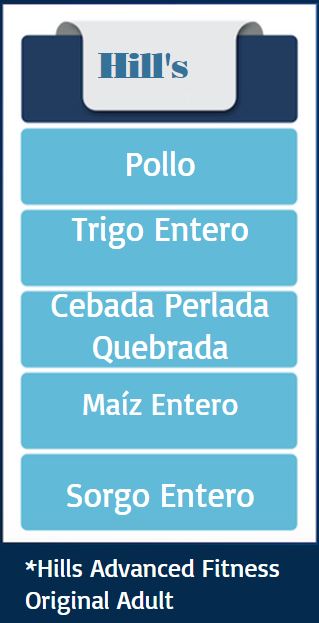 Hill's
Pollo
Trigo Entero
Cebada Perlada
Quebrada
Maíz Entero
Sorgo Entero
*Hills Advanced Fitness
Original Adult